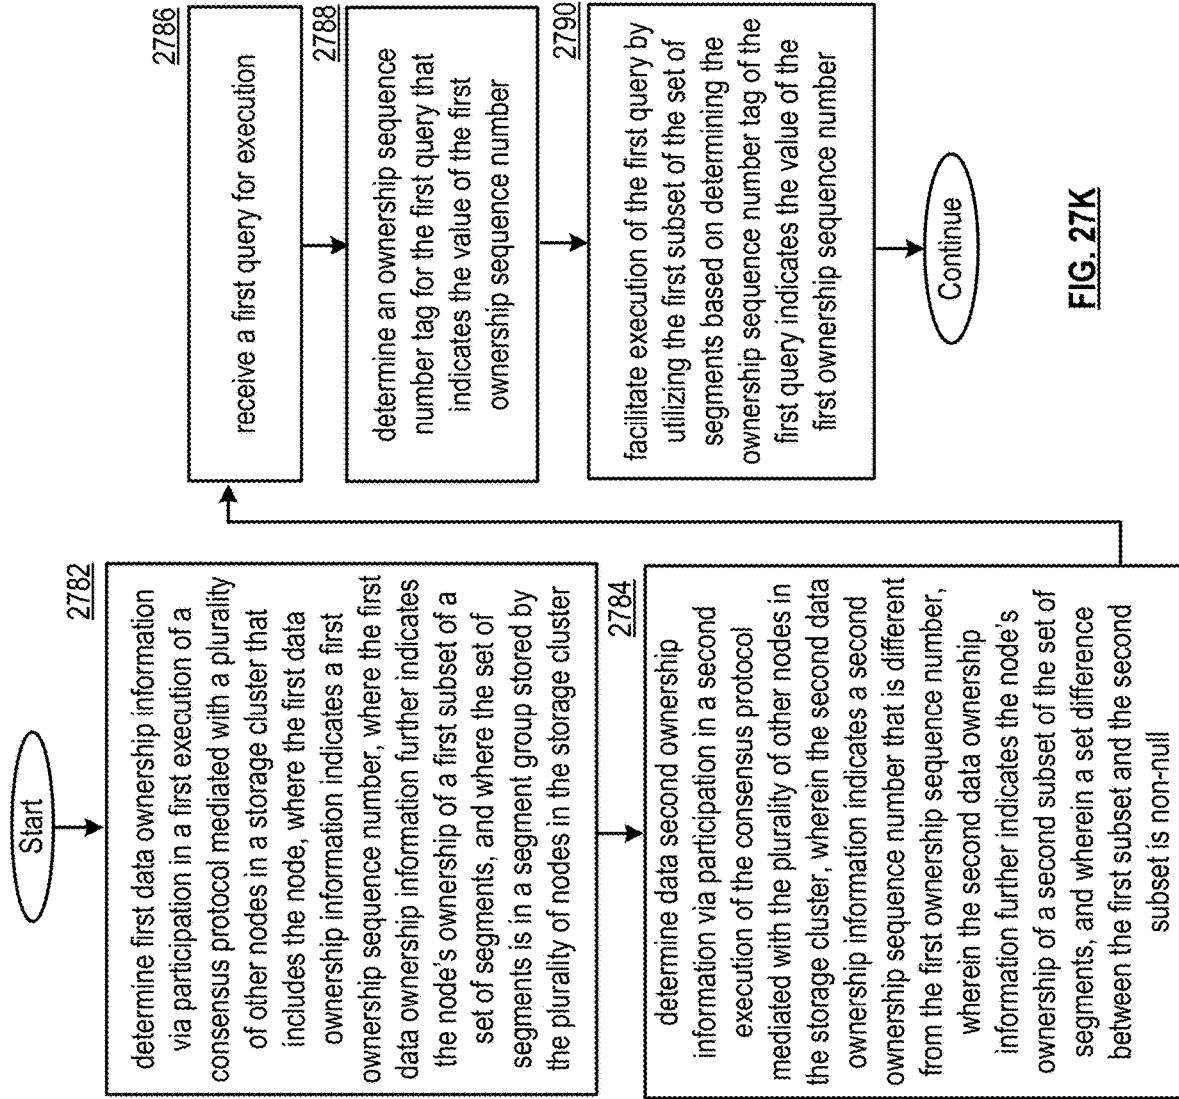 Start
2782
determine first data ownership information
via participation in a first execution of a
consensus protocol mediated with a plurality
of other nodes in a storage cluster that
includes the node, where the first data
ownership information indicates a first
ownership sequence number, where the first
data ownership information further indicates
the node's ownership of a first subset of a
set of segments, and where the set of
segments is in a segment group stored by
the plurality of nodes in the storage cluster
2784
determine data second ownership
information via participation in a second
execution of the consensus protocol
mediated with the plurality of other nodes in
the storage cluster, wherein the second data
ownership information indicates a second
ownership sequence number that is different
from the first ownership sequence number,
wherein the second data ownership
information further indicates the node's
ownership of a second subset of the set of
segments, and wherein a set difference
between the first subset and the second
subset is non-null
2786
receive a first query for execution
2788
determine an ownership sequence
number tag for the first query that
indicates the value of the first
ownership sequence number
2790
facilitate execution of the first query by
utilizing the first subset of the set of
segments based on determining the
ownership sequence number tag of the
first query indicates the value of the
first ownership sequence number
Continue
FIG. 27K